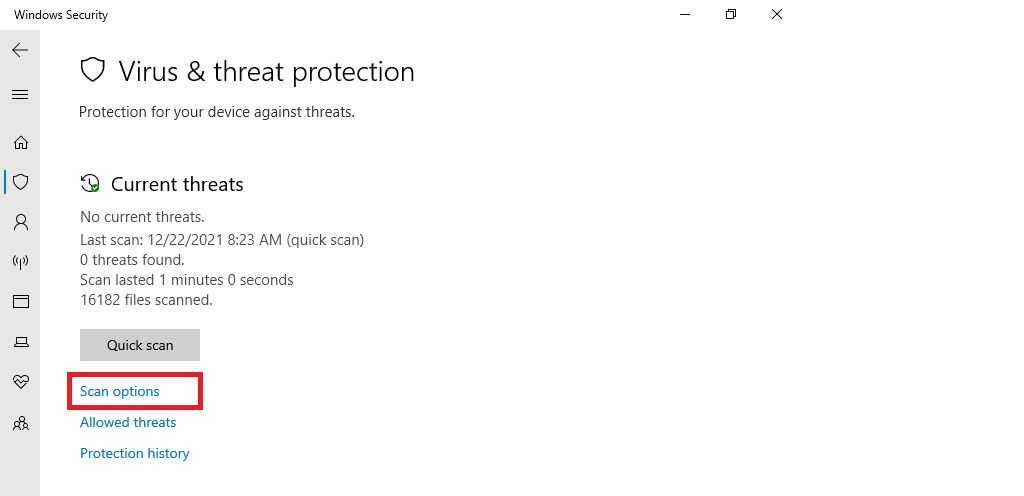 Windows Security
Virus & threat protection
Protection for your device against threats.
Current threats
No current threats.
Last scan: 12/22/2021 8:23 AM (quick scan)
0 threats found.
Scan lasted 1 minutes 0 seconds
16182 files scanned.
Quick scan
Scan options
Allowed threats
Protection history